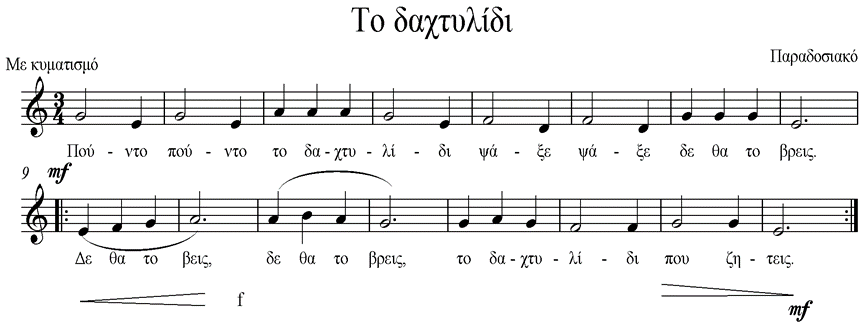 Το δαχτυλίδι
Με κυματισμό
Παραδοσιακό
3
4
Πού - ντο πού - ντο το δα - χτυ - λί - δι ψά - ξε ψά - ξε δε θα το βρεις.
9 mf
Δε θα το βεις, δε θα το βρεις, το δα - χτυ - λί - δι που ζη - τεις.
f
mf